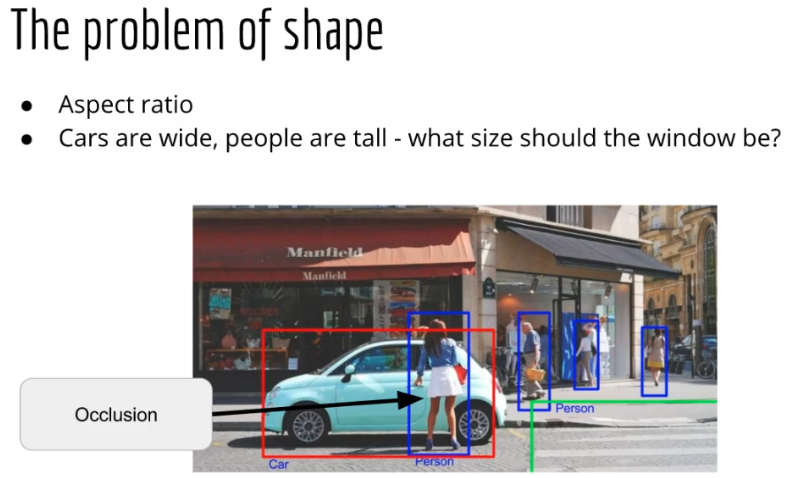 The problem of shape
● Aspect ratio
● Cars are wide, people are tall - what size should the window be?
Manfield
Manfield
Occlusion
Person
Car
Person